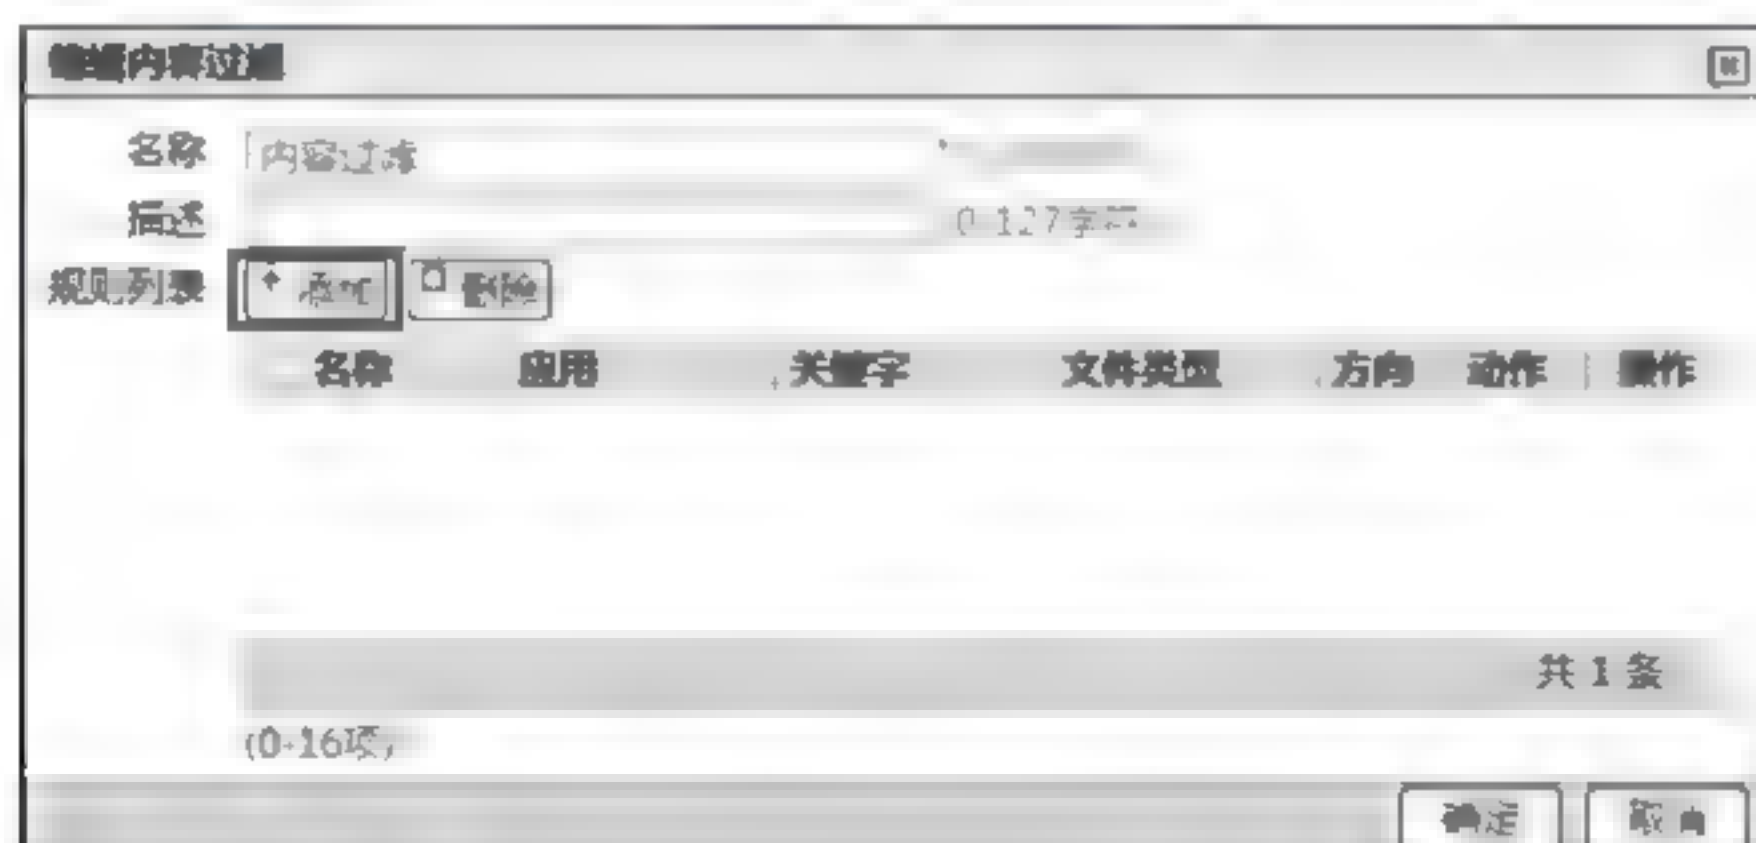 编辑内容过滤
名称 内容过滤
描述 0-127字符
规则列表 添加 删除
名称 应用 关键字 文件类型 方向 动作 操作
共 1 条
(0-16项)
确定 取消